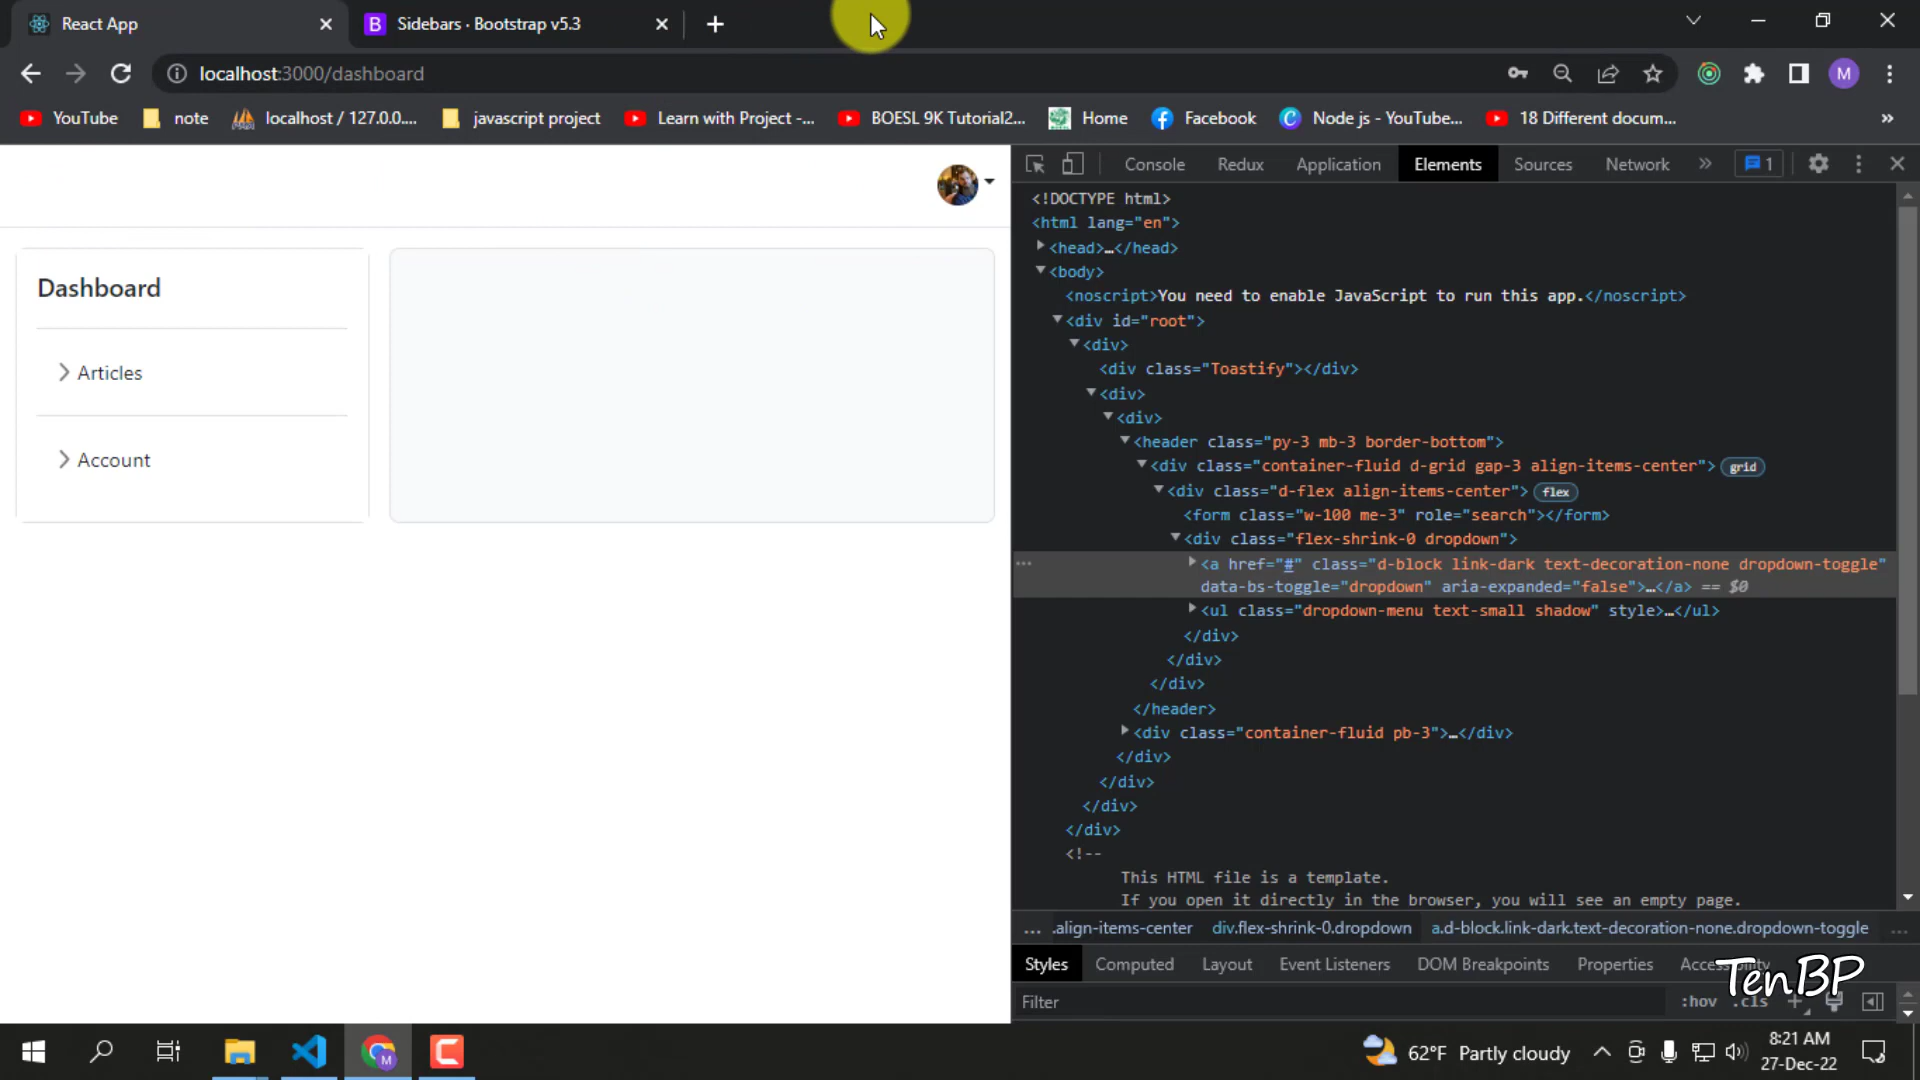 React App
B Sidebars · Bootstrap v5.3
localhost:3000/dashboard
M
YouTube note localhost / 127.0.0.... javascript project Learn with Project -... BOESL 9K Tutorial2... Home Facebook Node js - YouTube... 18 Different docum... »
Console Redux Application Elements Sources Network » 1
Dashboard
Articles
Account
<!DOCTYPE html>
<html lang="en">
<head>…</head>
<body>
<noscript>You need to enable JavaScript to run this app.</noscript>
<div id="root">
<div>
<div class="Toastify"></div>
<div>
<div>
<header class="py-3 mb-3 border-bottom">
<div class="container-fluid d-grid gap-3 align-items-center"> grid
<div class="d-flex align-items-center"> flex
<form class="w-100 me-3" role="search"></form>
<div class="flex-shrink-0 dropdown">
<a href="#" class="d-block link-dark text-decoration-none dropdown-toggle"
data-bs-toggle="dropdown" aria-expanded="false">…</a> == $0
<ul class="dropdown-menu text-small shadow" style>…</ul>
</div>
</div>
</div>
</header>
<div class="container-fluid pb-3">…</div>
</div>
</div>
</div>
</div>
<!--
This HTML file is a template.
If you open it directly in the browser, you will see an empty page.
... .align-items-center div.flex-shrink-0.dropdown a.d-block.link-dark.text-decoration-none.dropdown-toggle ...
Styles Computed Layout Event Listeners DOM Breakpoints Properties
TenBP
Filter :hov .cls
M
62°F Partly cloudy
8:21 AM
27-Dec-22